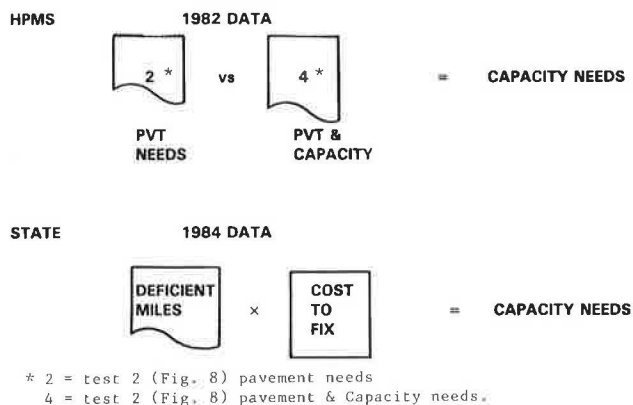 HPMS 1982 DATA
2 * vs 4 * = CAPACITY NEEDS
PVT PVT &
NEEDS CAPACITY
STATE 1984 DATA
DEFICIENT COST
MILES × TO = CAPACITY NEEDS
FIX
* 2 = test 2 (Fig. 8) pavement needs
4 = test 2 (Fig. 8) pavement & Capacity needs.